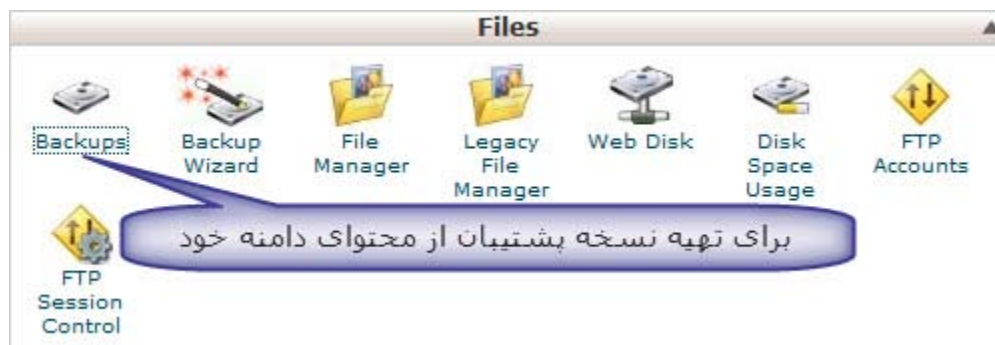 Files
Backups
Backup
Wizard
File
Manager
Legacy
File
Manager
Web Disk
Disk
Space
Usage
FTP
Accounts
برای تهیه نسخه پشتیبان از محتوای دامنه خود
FTP
Session
Control